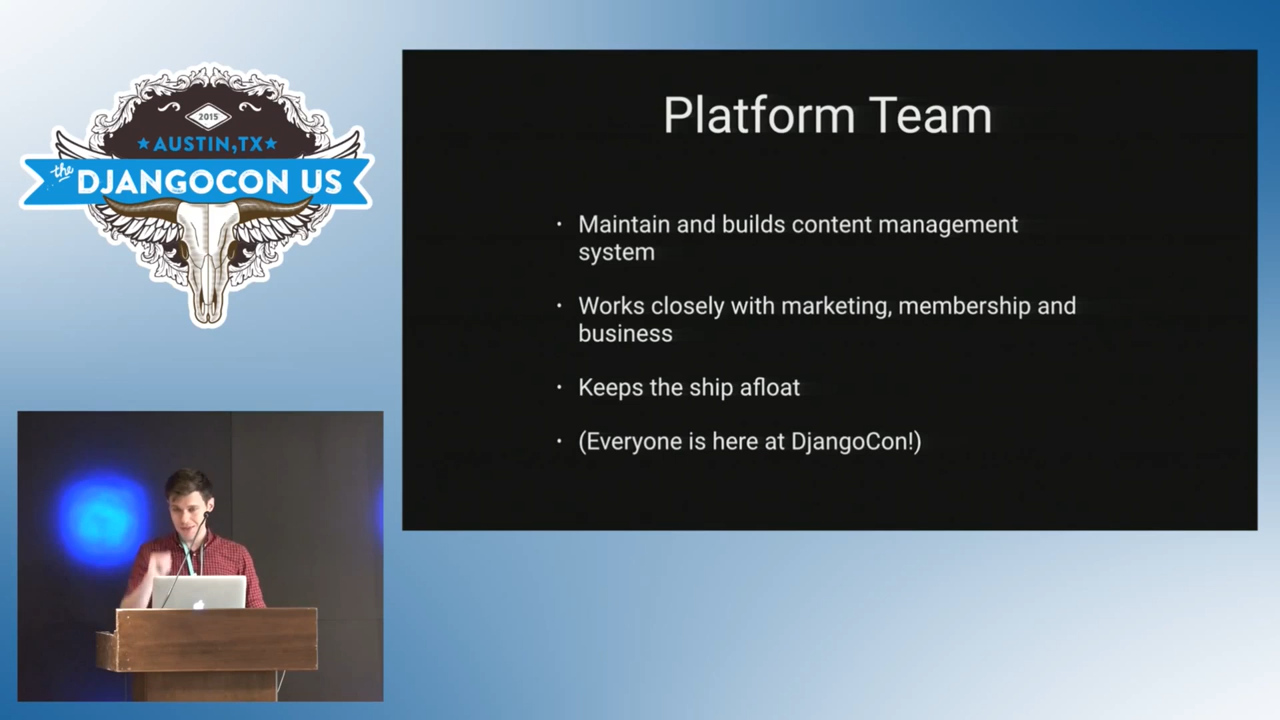 2015
★AUSTIN,TX★
the
DJANGOCON US
Platform Team
· Maintain and builds content management
system
· Works closely with marketing, membership and
business
· Keeps the ship afloat
· (Everyone is here at DjangoCon!)